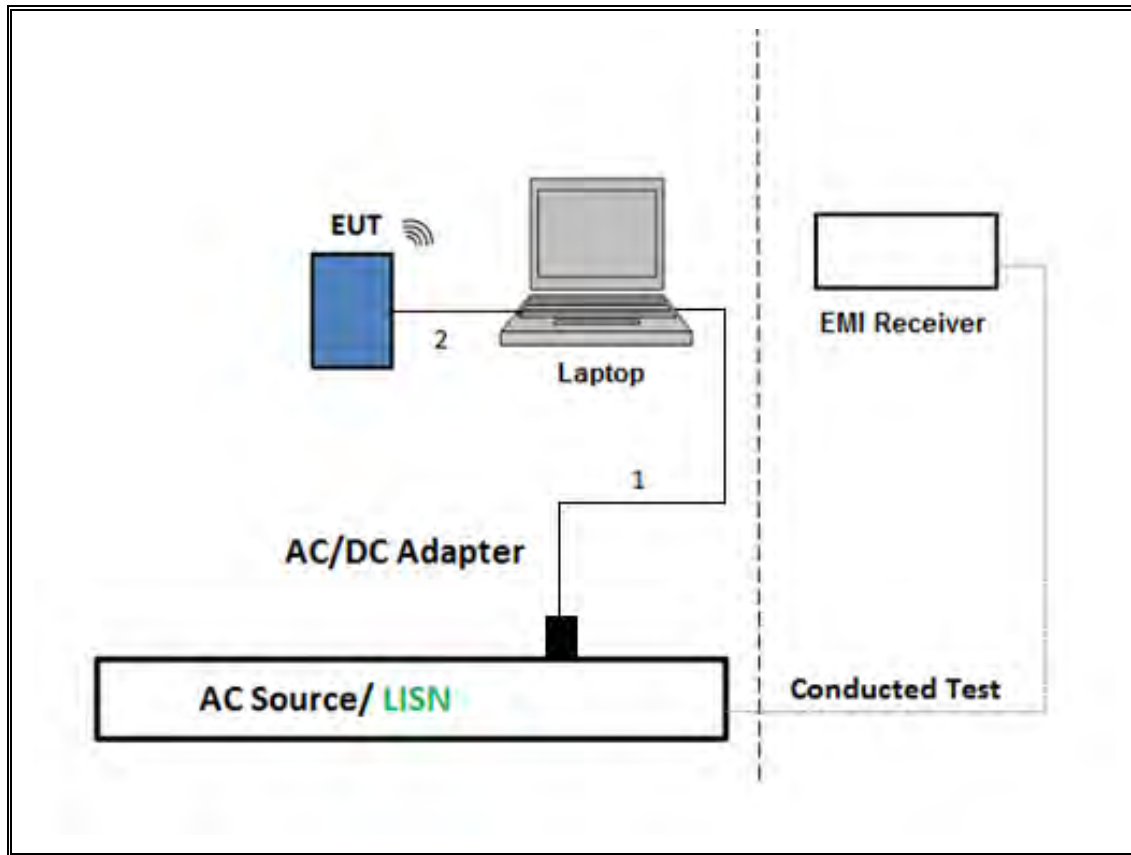 EUT
2
Laptop
EMI Receiver
1
AC/DC Adapter
AC Source/ LISN
Conducted Test